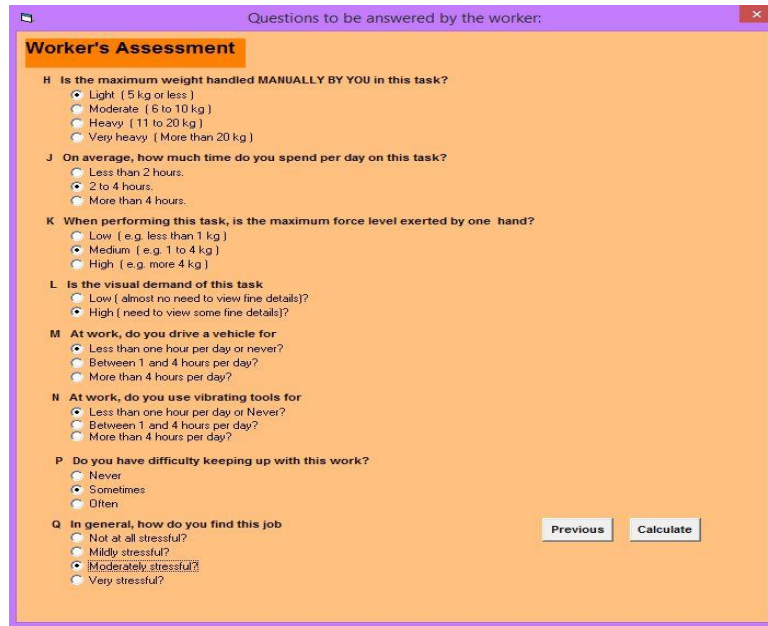 Questions to be answered by the worker:
Worker's Assessment
H Is the maximum weight handled MANUALLY BY YOU in this task?
Light ( 5 kg or less )
Moderate ( 6 to 10 kg )
Heavy ( 11 to 20 kg )
Very heavy ( More than 20 kg )
J On average, how much time do you spend per day on this task?
Less than 2 hours.
2 to 4 hours.
More than 4 hours.
K When performing this task, is the maximum force level exerted by one hand?
Low ( e.g. less than 1 kg )
Medium ( e.g. 1 to 4 kg )
High ( e.g. more 4 kg )
L Is the visual demand of this task
Low ( almost no need to view fine details)?
High ( need to view some fine details)?
M At work, do you drive a vehicle for
Less than one hour per day or never?
Between 1 and 4 hours per day?
More than 4 hours per day?
N At work, do you use vibrating tools for
Less than one hour per day or Never?
Between 1 and 4 hours per day?
More than 4 hours per day?
P Do you have difficulty keeping up with this work?
Never
Sometimes
Often
Q In general, how do you find this job
Not at all stressful?
Mildly stressful?
Moderately stressful?
Very stressful?
Previous Calculate